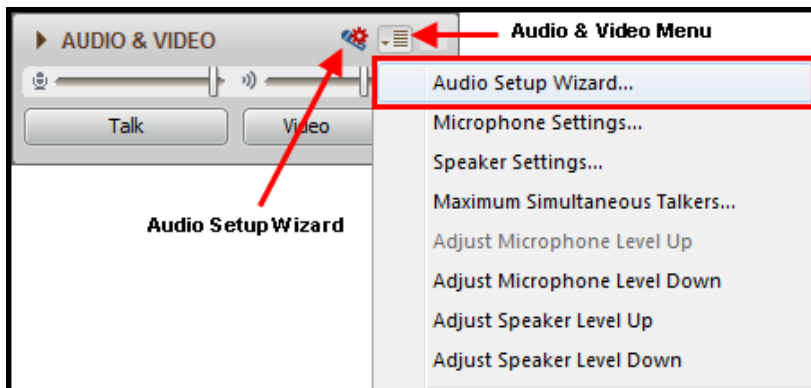 AUDIO & VIDEO
Audio & Video Menu
Audio Setup Wizard...
Talk
Video
Microphone Settings...
Speaker Settings...
Maximum Simultaneous Talkers...
Audio Setup Wizard
Adjust Microphone Level Up
Adjust Microphone Level Down
Adjust Speaker Level Up
Adjust Speaker Level Down